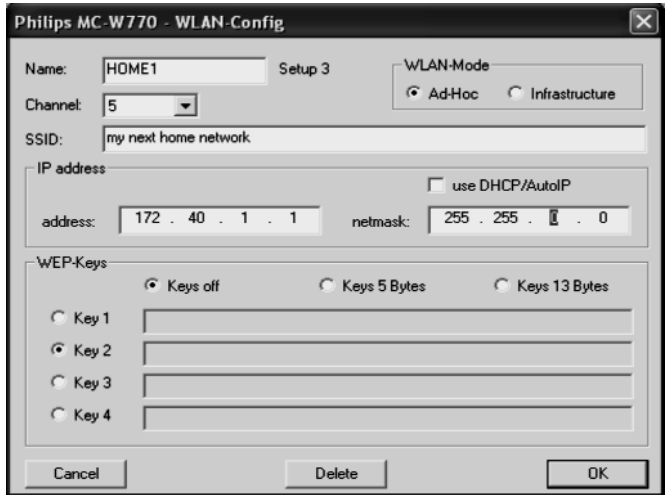 Philips MC-W770 - WLAN-Config
Name: HOME1 Setup 3
WLAN-Mode
Ad-Hoc Infrastructure
Channel: 5
SSID: my next home network
IP address
use DHCP/AutoIP
address: 172 . 40 . 1 . 1 netmask: 255 . 255 . 0 . 0
WEP-Keys
Keys off Keys 5 Bytes Keys 13 Bytes
Key 1
Key 2
Key 3
Key 4
Cancel Delete OK